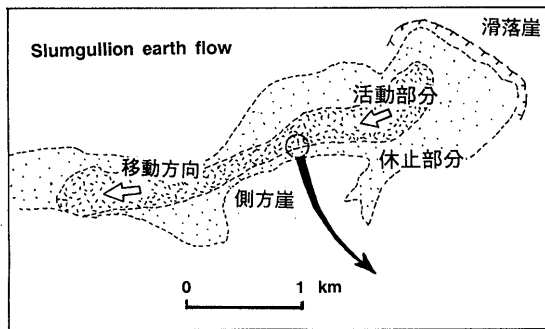 Slumgullion earth flow
滑落崖
活動部分
休止部分
移動方向
側方崖
0 1 km